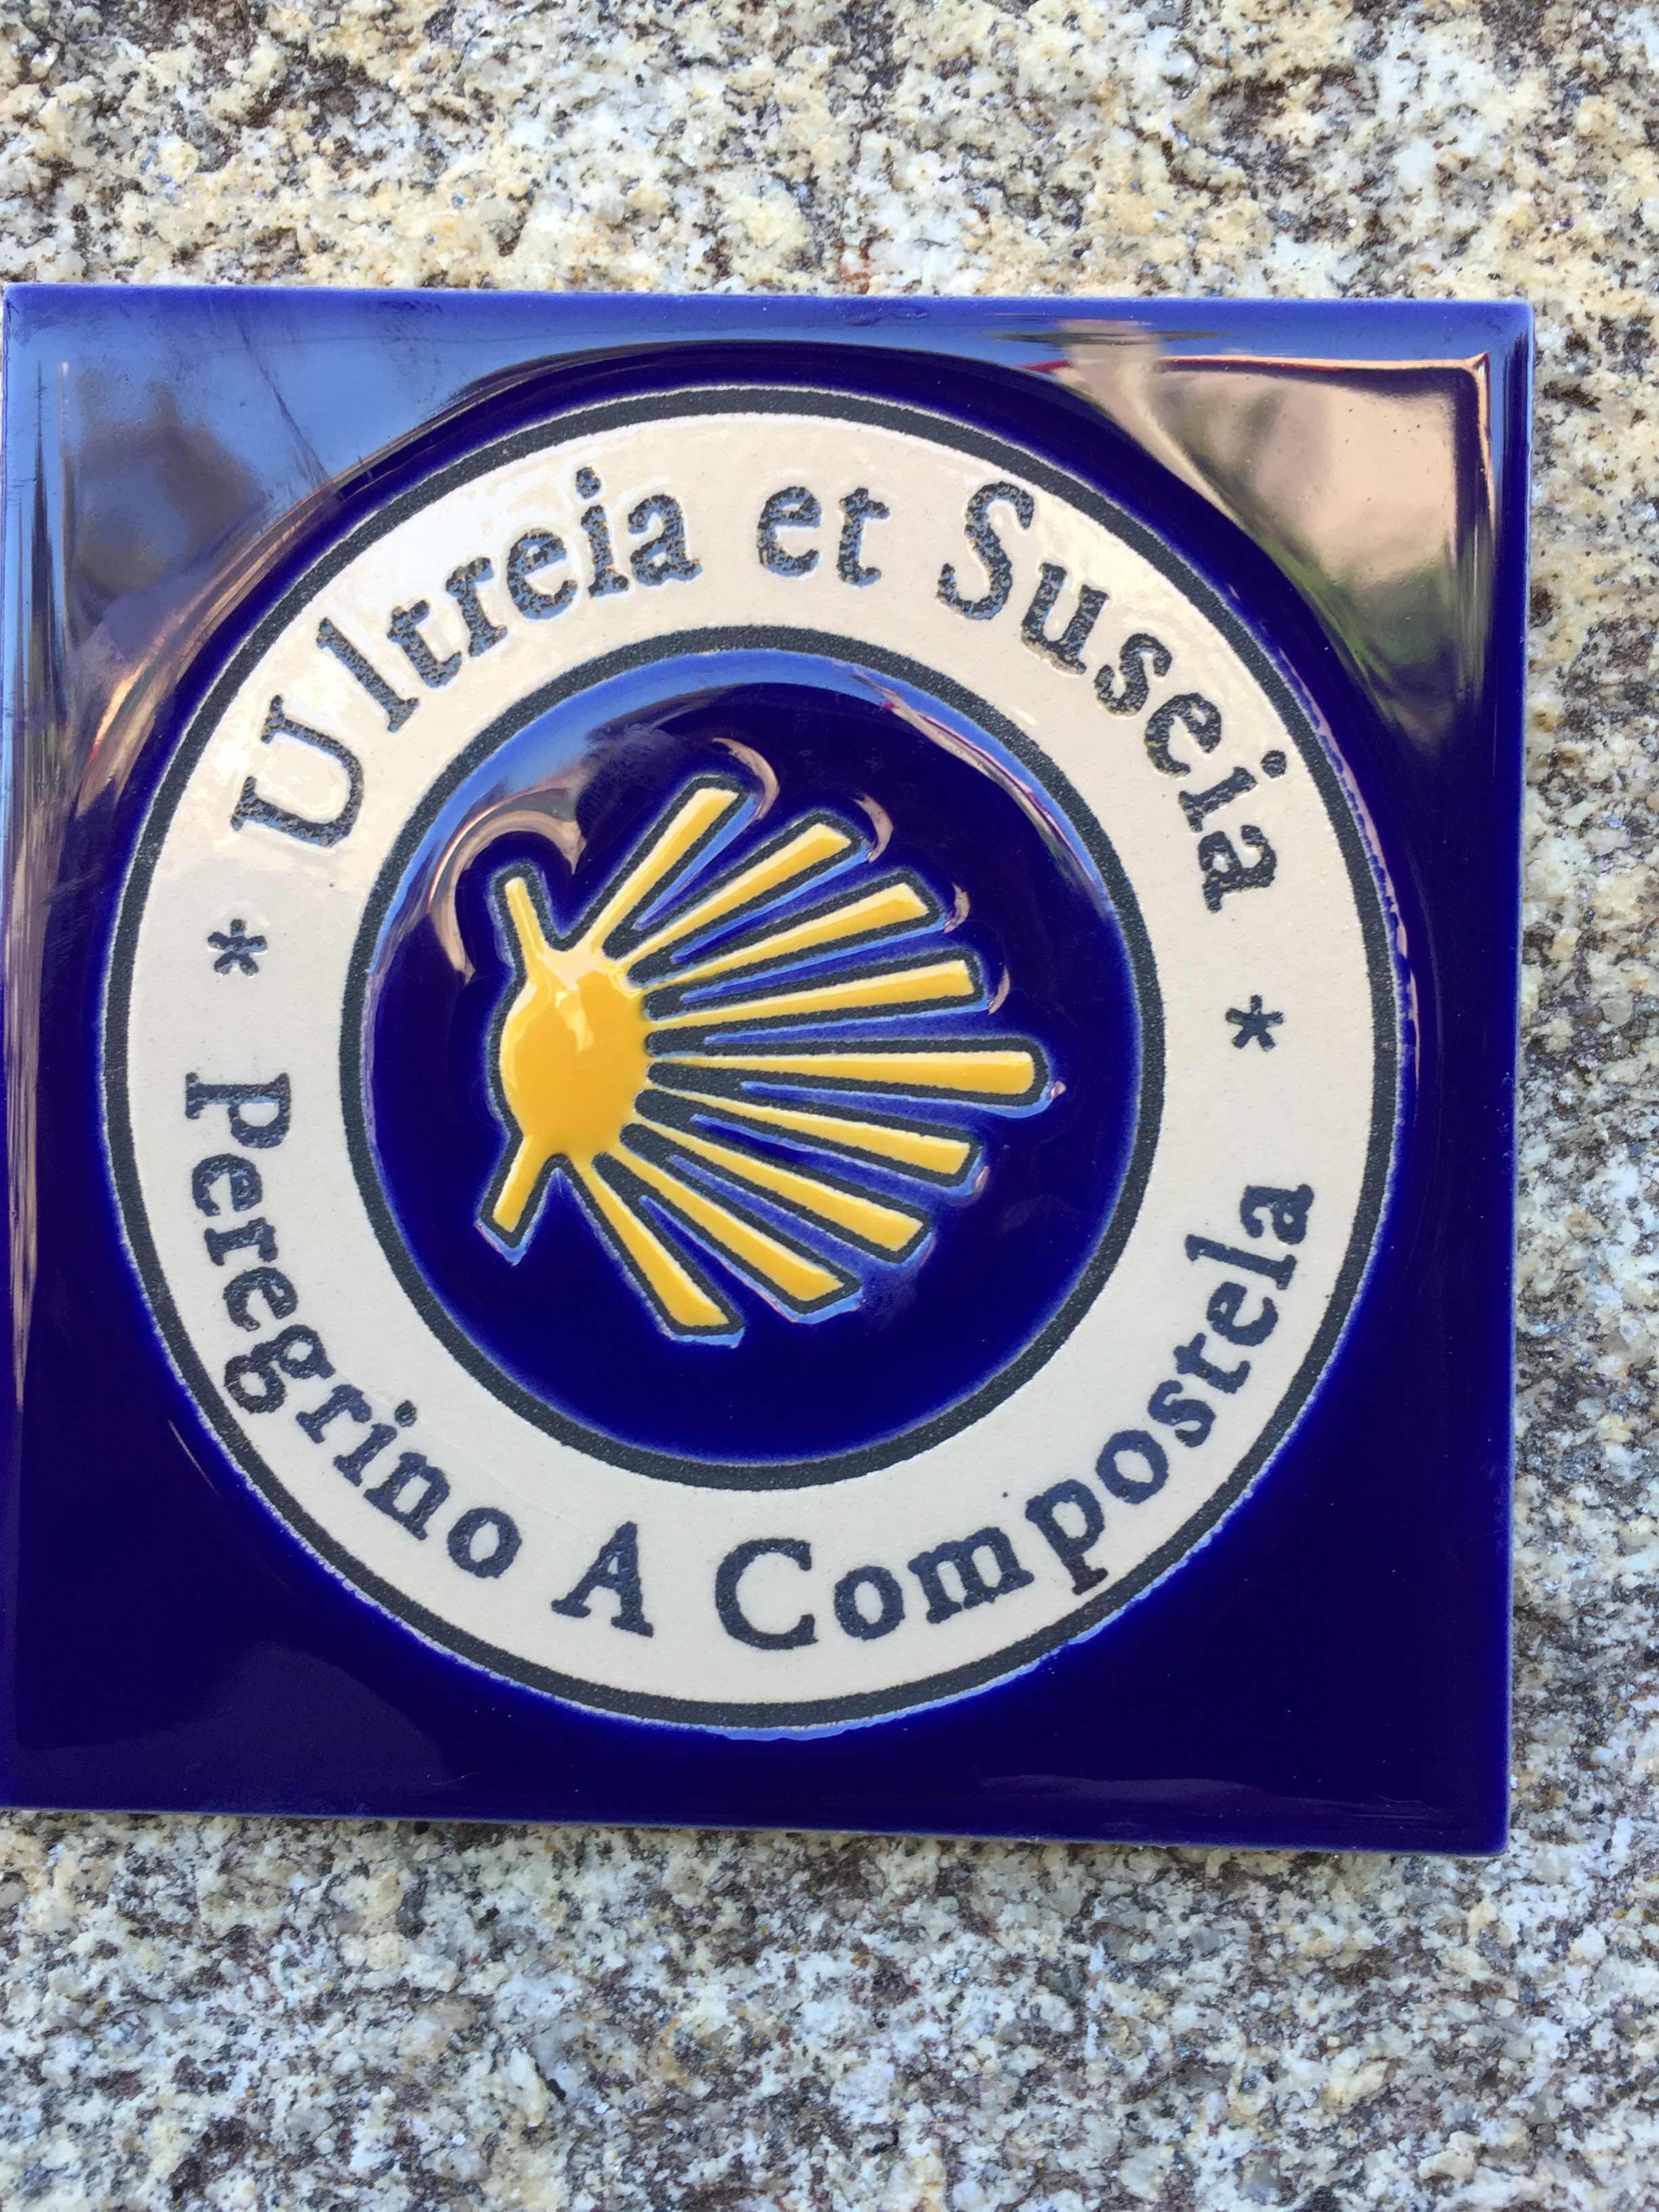 Ultreia et Suseia
* Peregrino A Compostela *